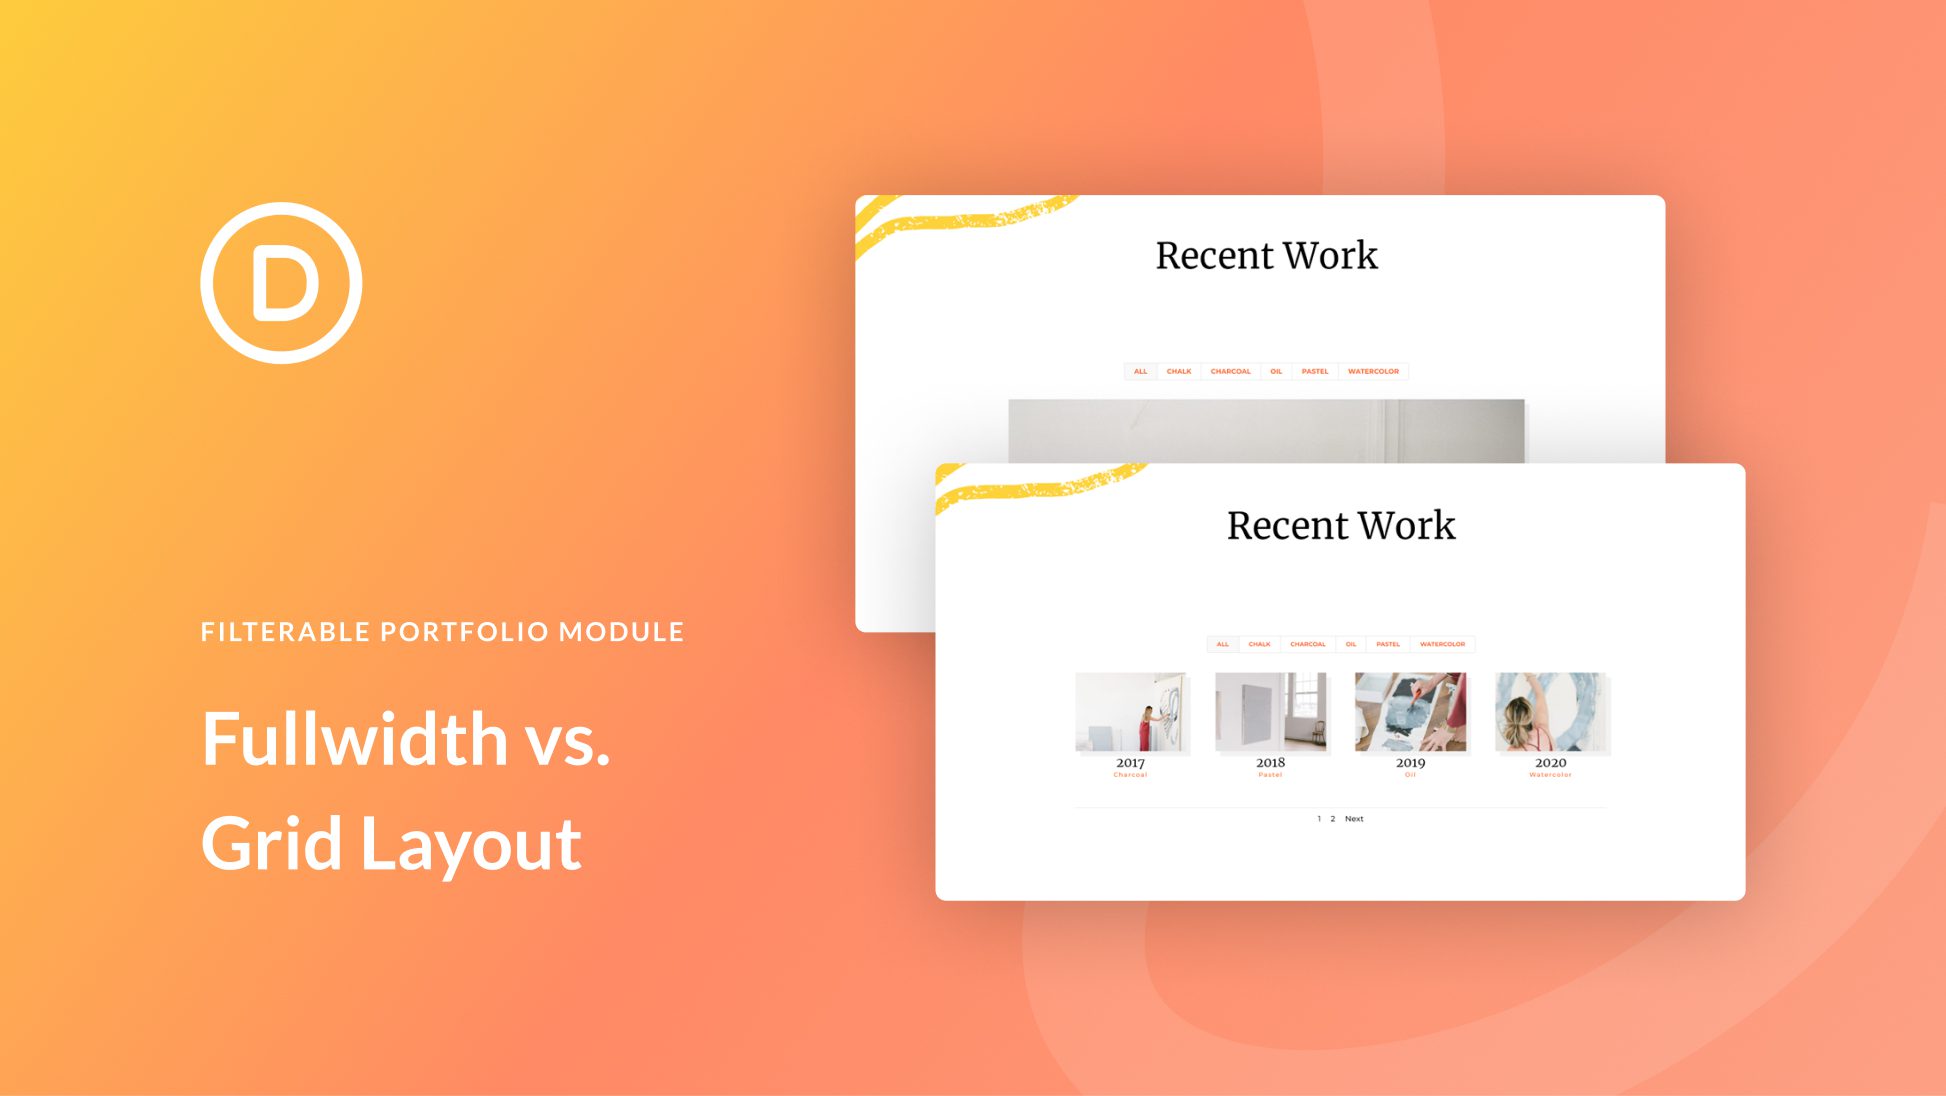 D
FILTERABLE PORTFOLIO MODULE
Fullwidth vs.
Grid Layout
Recent Work
ALL CHALK CHARCOAL OIL PASTEL WATERCOLOR
Recent Work
ALL CHALK CHARCOAL OIL PASTEL WATERCOLOR
2017 2018 2019 2020
Charcoal Pastel Oil Watercolor
1 2 Next